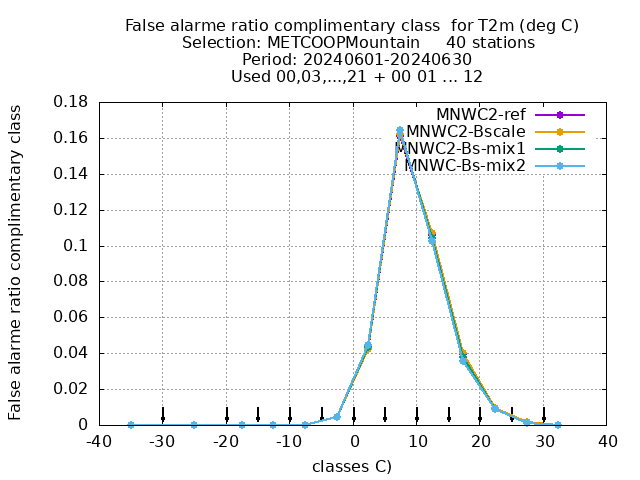 False alarme ratio complimentary class  for T2m (deg C)
Selection: METCOOPMountain     40 stations
Period: 20240601-20240630
Used 00,03,...,21 + 00 01 ... 12
False alarme ratio complimentary class
0.18
0.16
0.14
0.12
0.1
0.08
0.06
0.04
0.02
0
MNWC2-ref
MNWC2-Bscale
MNWC2-Bs-mix1
MNWC-Bs-mix2
-40 -30 -20 -10 0 10 20 30 40
classes C)